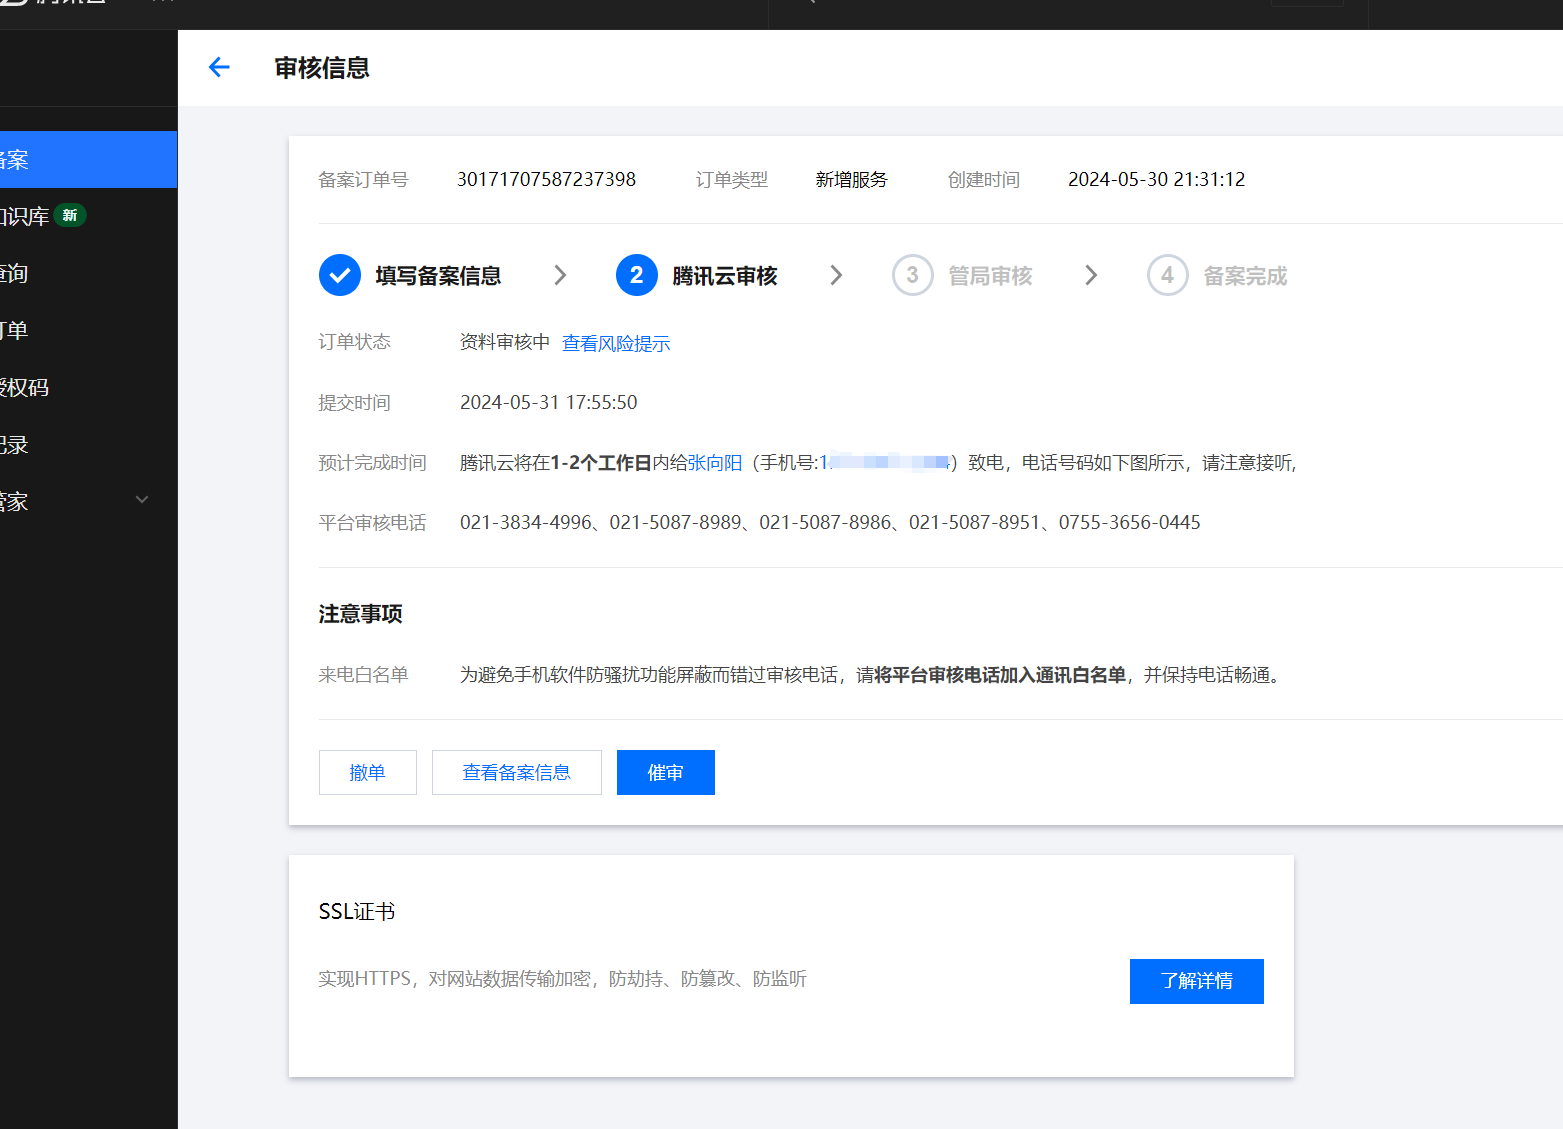 审核信息
备案订单号 30171707587237398 订单类型 新增服务 创建时间 2024-05-30 21:31:12
案
识库 新
询
单
权码
录
家
填写备案信息 2 腾讯云审核 3 管局审核 4 备案完成
订单状态 资料审核中 查看风险提示
提交时间 2024-05-31 17:55:50
预计完成时间 腾讯云将在1-2个工作日内给张向阳（手机号:1 ）致电，电话号码如下图所示，请注意接听,
平台审核电话 021-3834-4996、021-5087-8989、021-5087-8986、021-5087-8951、0755-3656-0445
注意事项
来电白名单 为避免手机软件防骚扰功能屏蔽而错过审核电话，请将平台审核电话加入通讯白名单，并保持电话畅通。
撤单 查看备案信息 催审
SSL证书
实现HTTPS，对网站数据传输加密，防劫持、防篡改、防监听
了解详情